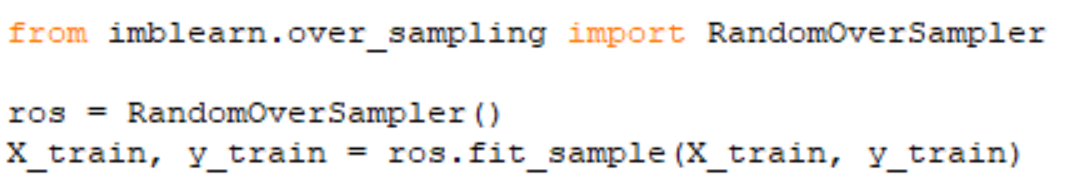 from imblearn.over_sampling import RandomOverSampler
ros = RandomOverSampler()
X_train, y_train = ros.fit_sample(X_train, y_train)